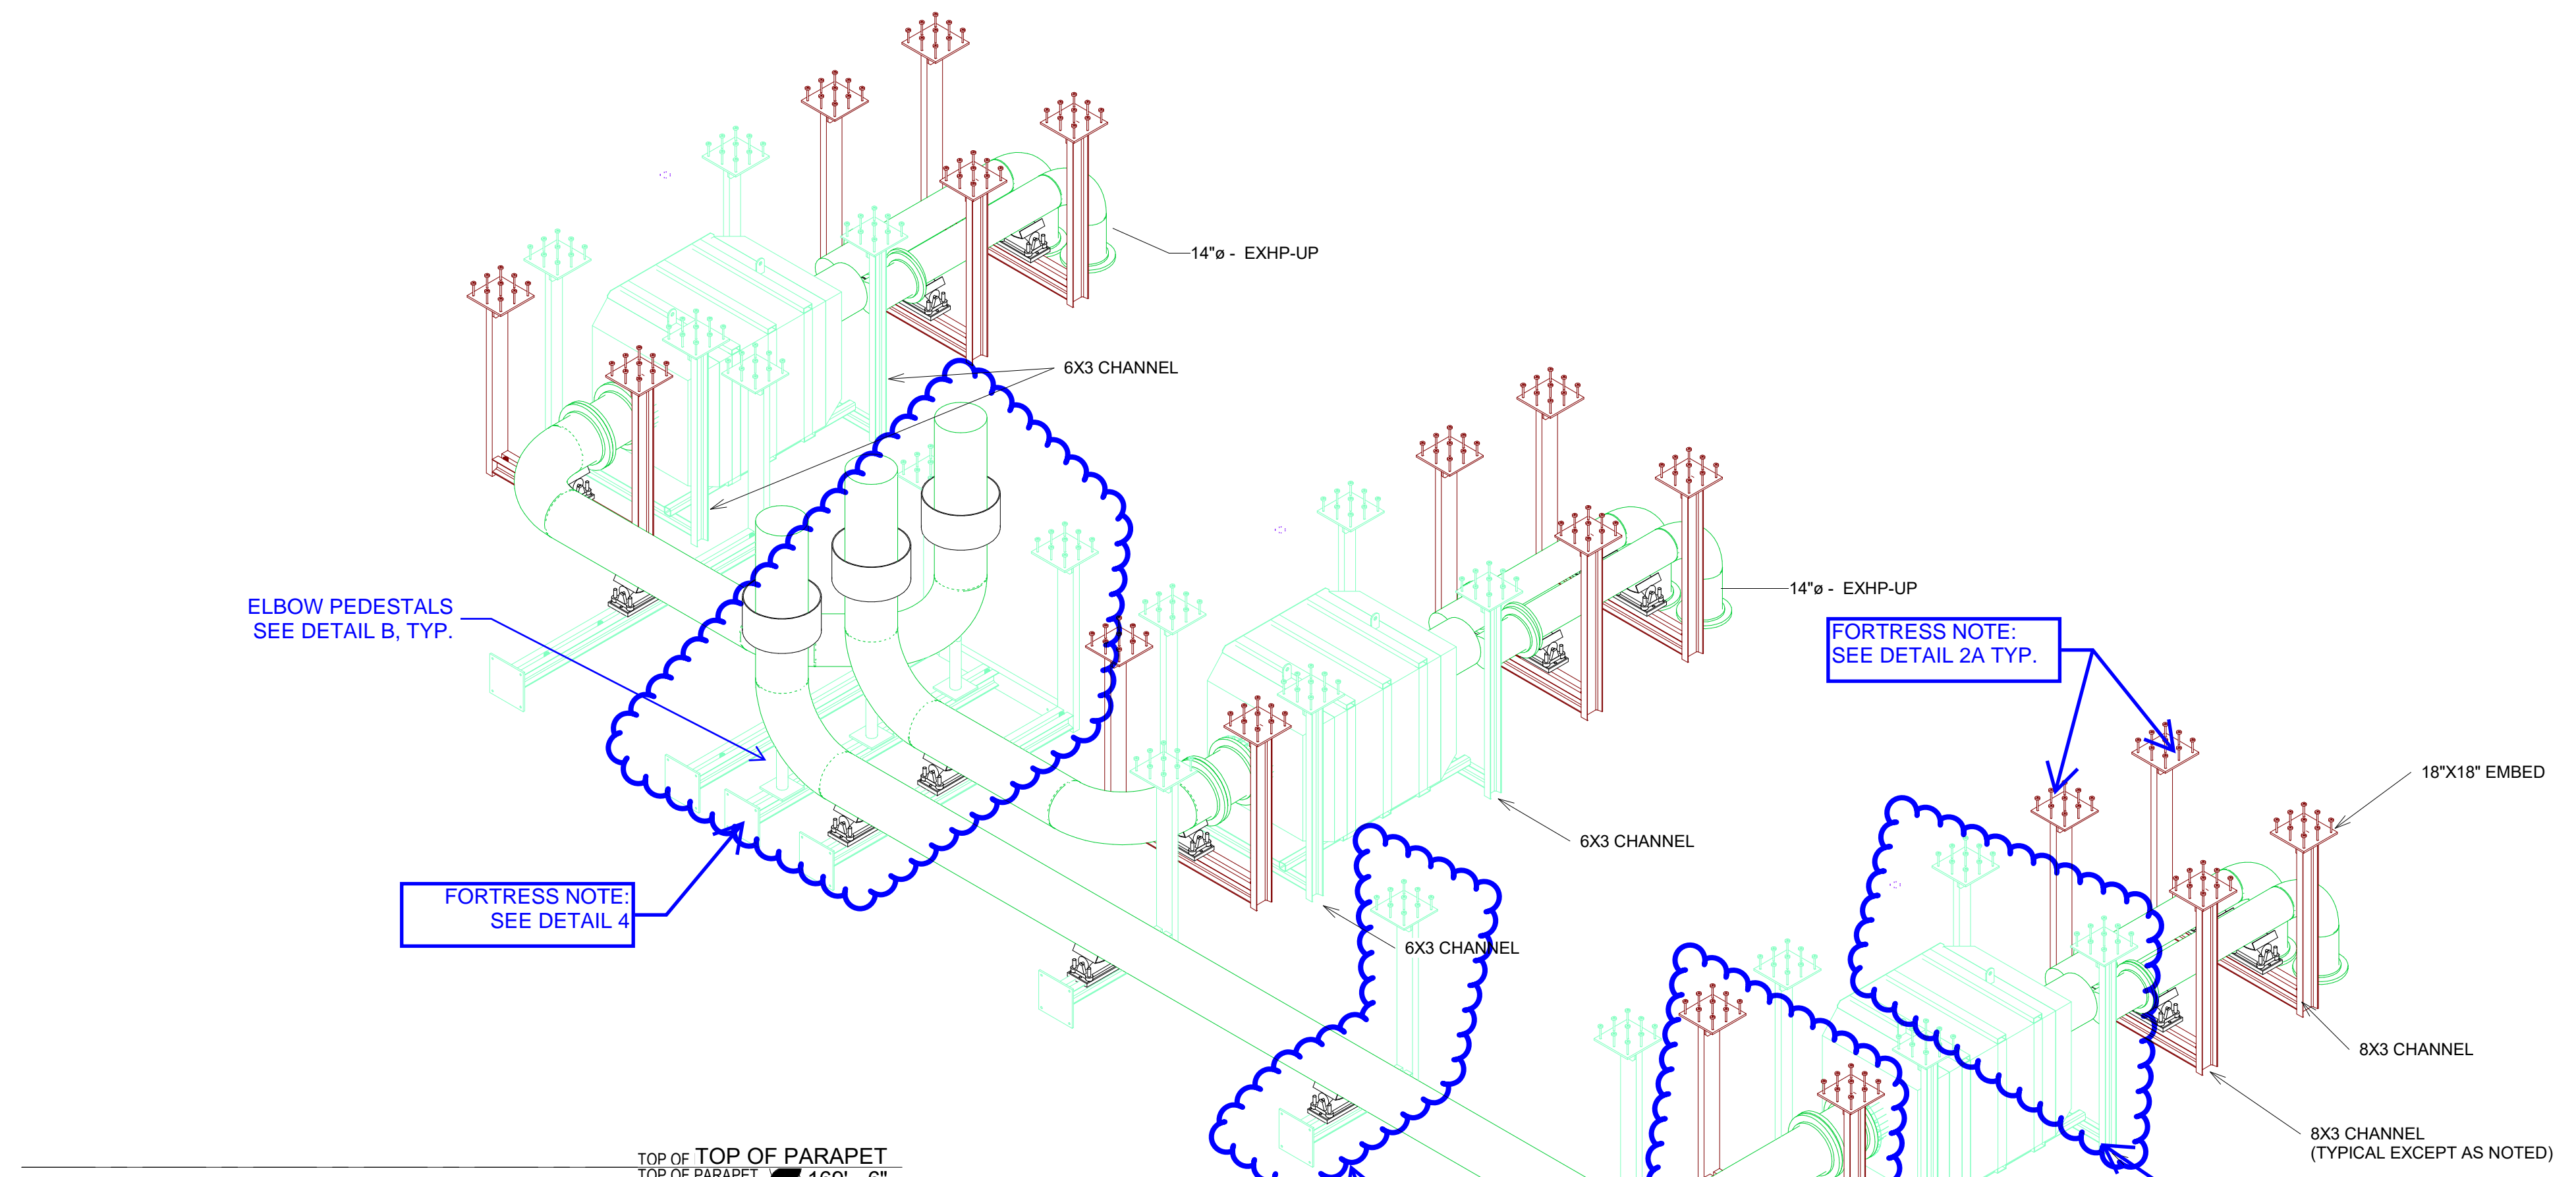 14"ø - EXHP-UP
6X3 CHANNEL
14"ø - EXHP-UP
ELBOW PEDESTALS
SEE DETAIL B, TYP.
FORTRESS NOTE:
SEE DETAIL 2A TYP.
18"X18" EMBED
6X3 CHANNEL
FORTRESS NOTE:
SEE DETAIL 4
6X3 CHANNEL
8X3 CHANNEL
8X3 CHANNEL
(TYPICAL EXCEPT AS NOTED)
TOP OF TOP OF PARAPET
TOP OF PARAPET 169' - 6"